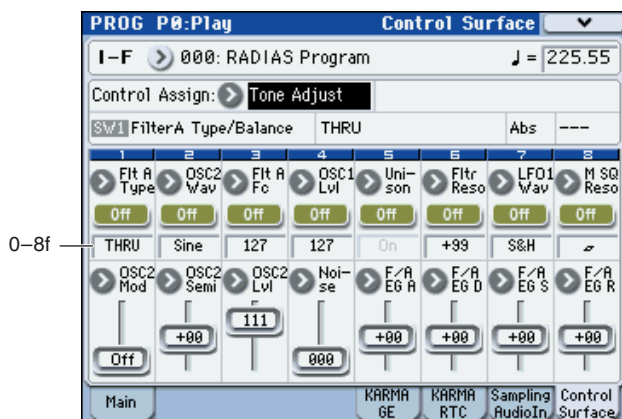 PROG P0:Play Control Surface
I-F 000: RADIAS Program ♩= 225.55
Control Assign: Tone Adjust
SW1 FilterA Type/Balance THRU Abs ---
1 2 3 4 5 6 7 8
Flt A Type OSC2 Wav Flt A Fc OSC1 Lvl Uni-son Fltr Reso LFO1 Wav M SQ Reso
Off Off Off Off Off Off Off Off
0–8f THRU Sine 127 127 On +99 S&H
OSC2 Mod OSC2 Semi OSC2 Lvl Noi-se F/A EG A F/A EG D F/A EG S F/A EG R
Off +00 111 000 +00 +00 +00 +00
Main KARMA GE KARMA RTC Sampling AudioIn Control Surface